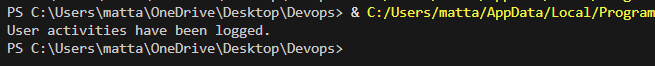 PS C:\Users\matta\OneDrive\Desktop\Devops> & C:/Users/matta/AppData/Local/Program
User activities have been logged.
PS C:\Users\matta\OneDrive\Desktop\Devops>